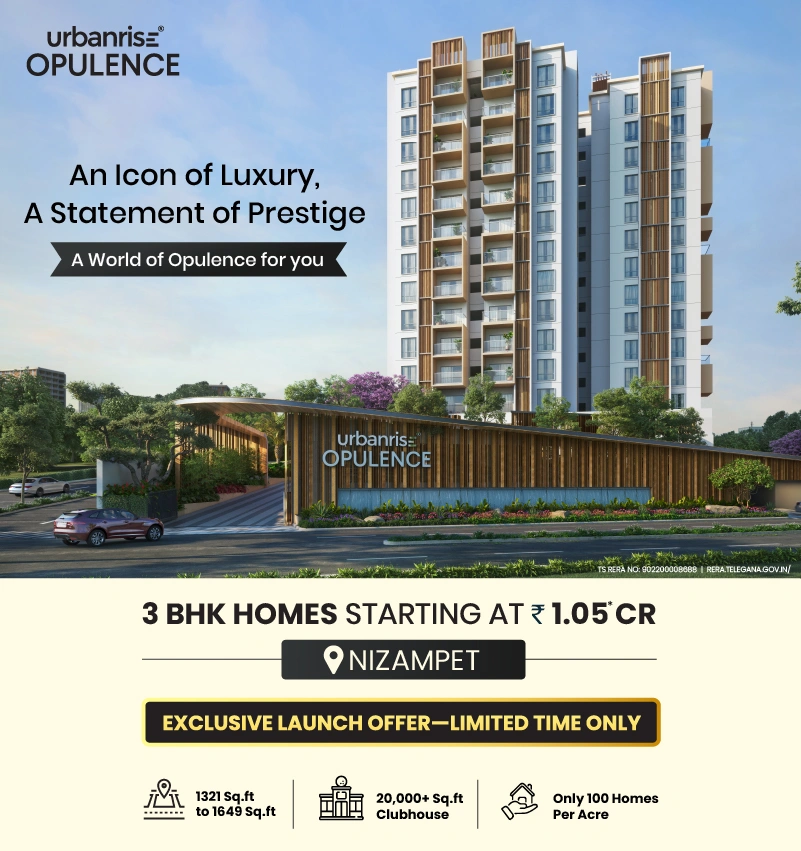 urbanrise®
OPULENCE
An Icon of Luxury,
A Statement of Prestige
A World of Opulence for you
urbanrise®
OPULENCE
TS RERA NO: 902200008688 | RERA.TELEGANA.GOV.IN/
3 BHK HOMES STARTING AT ₹ 1.05* CR
NIZAMPET
EXCLUSIVE LAUNCH OFFER—LIMITED TIME ONLY
1321 Sq.ft
to 1649 Sq.ft
20,000+ Sq.ft
Clubhouse
Only 100 Homes
Per Acre